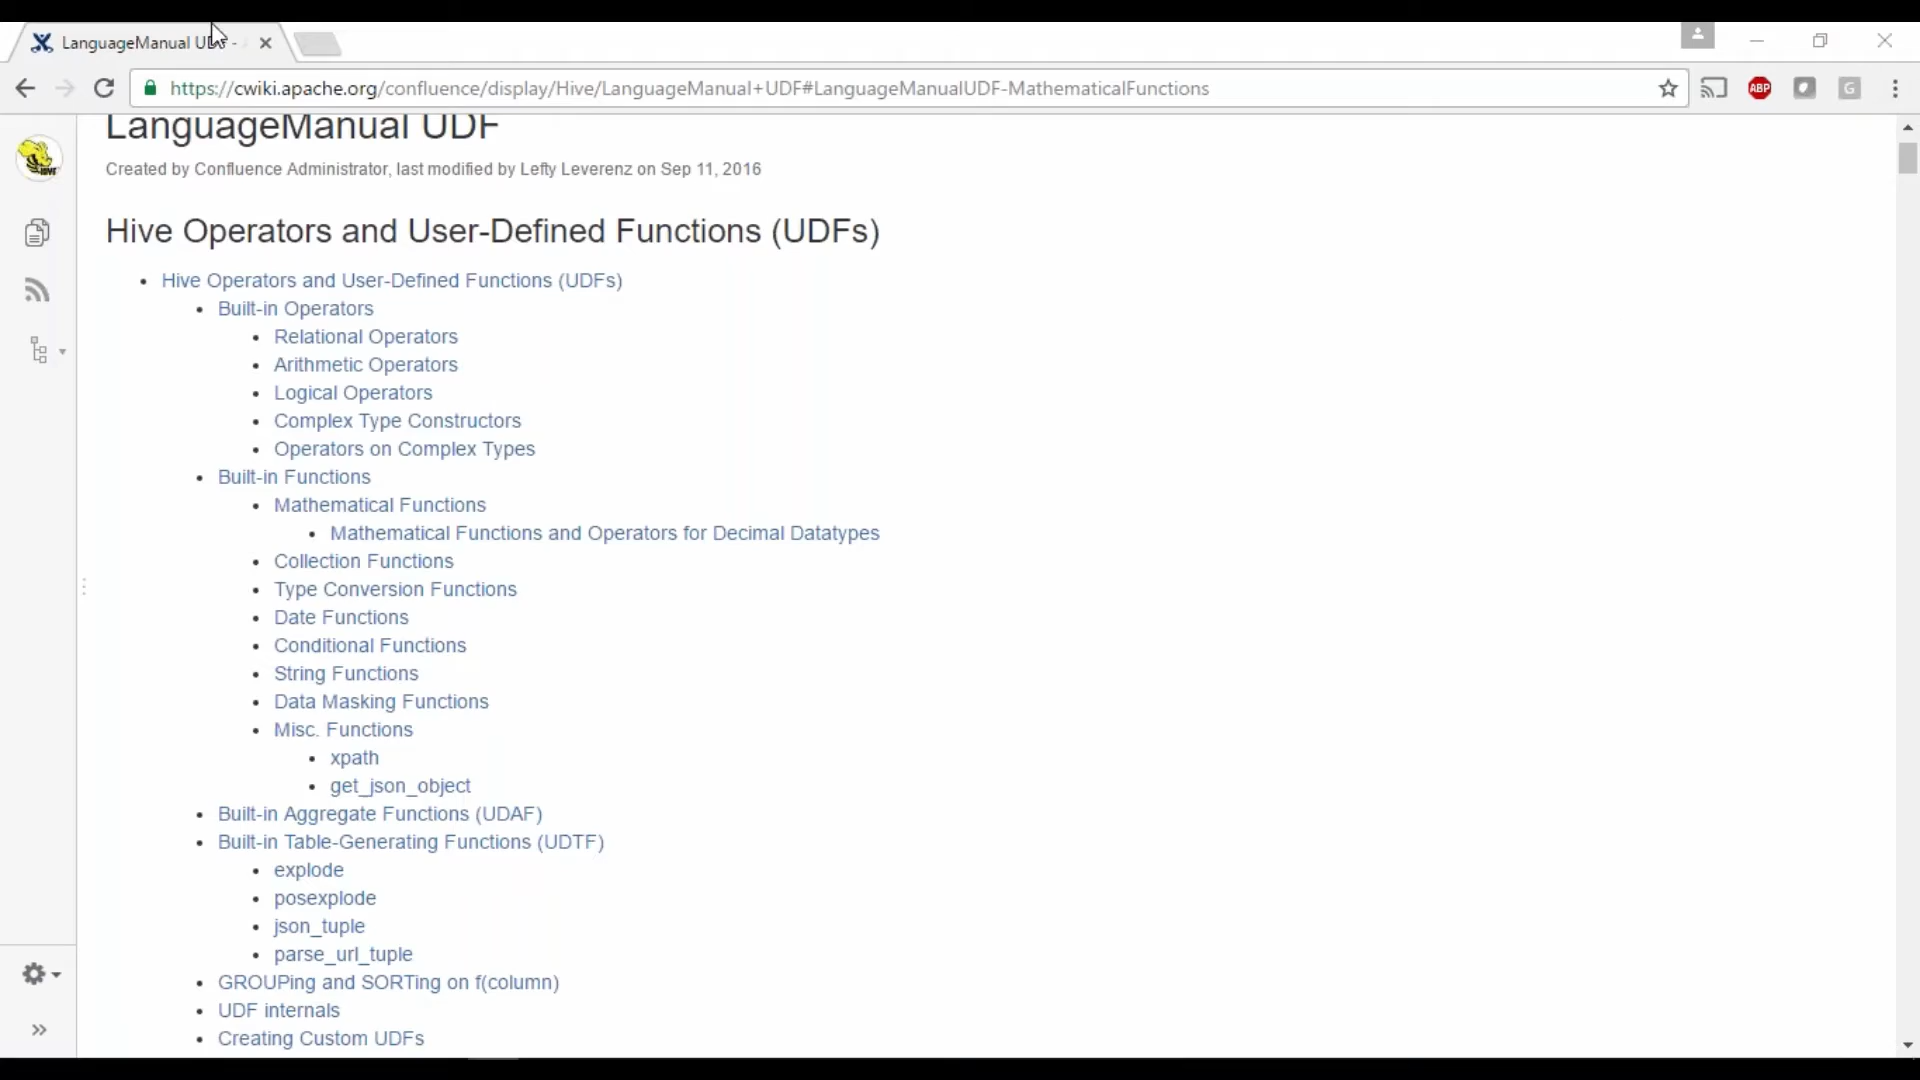 LanguageManual UDF -
https://cwiki.apache.org/confluence/display/Hive/LanguageManual+UDF#LanguageManualUDF-MathematicalFunctions
ABP
G
LanguageManual UDF
Created by Confluence Administrator, last modified by Lefty Leverenz on Sep 11, 2016
Hive Operators and User-Defined Functions (UDFs)
Hive Operators and User-Defined Functions (UDFs)
Built-in Operators
Relational Operators
Arithmetic Operators
Logical Operators
Complex Type Constructors
Operators on Complex Types
Built-in Functions
Mathematical Functions
Mathematical Functions and Operators for Decimal Datatypes
Collection Functions
Type Conversion Functions
Date Functions
Conditional Functions
String Functions
Data Masking Functions
Misc. Functions
xpath
get_json_object
Built-in Aggregate Functions (UDAF)
Built-in Table-Generating Functions (UDTF)
explode
posexplode
json_tuple
parse_url_tuple
GROUPing and SORTing on f(column)
UDF internals
Creating Custom UDFs